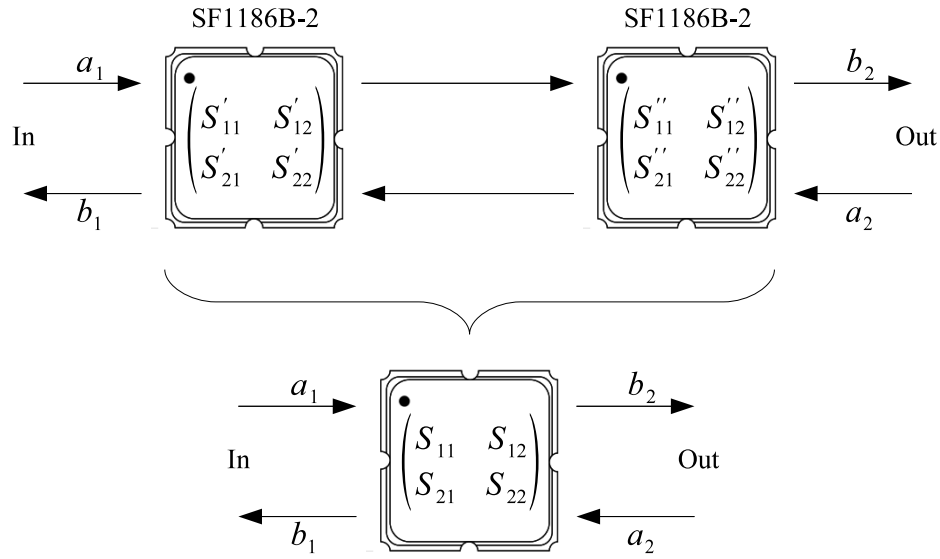 SF1186B-2 SF1186B-2
a₁ b₂
In Out
S′₁₁ S′₁₂ S′′₁₁ S′′₁₂
S′₂₁ S′₂₂ S′′₂₁ S′′₂₂
b₁ a₂
a₁ b₂
In Out
S₁₁ S₁₂
S₂₁ S₂₂
b₁ a₂